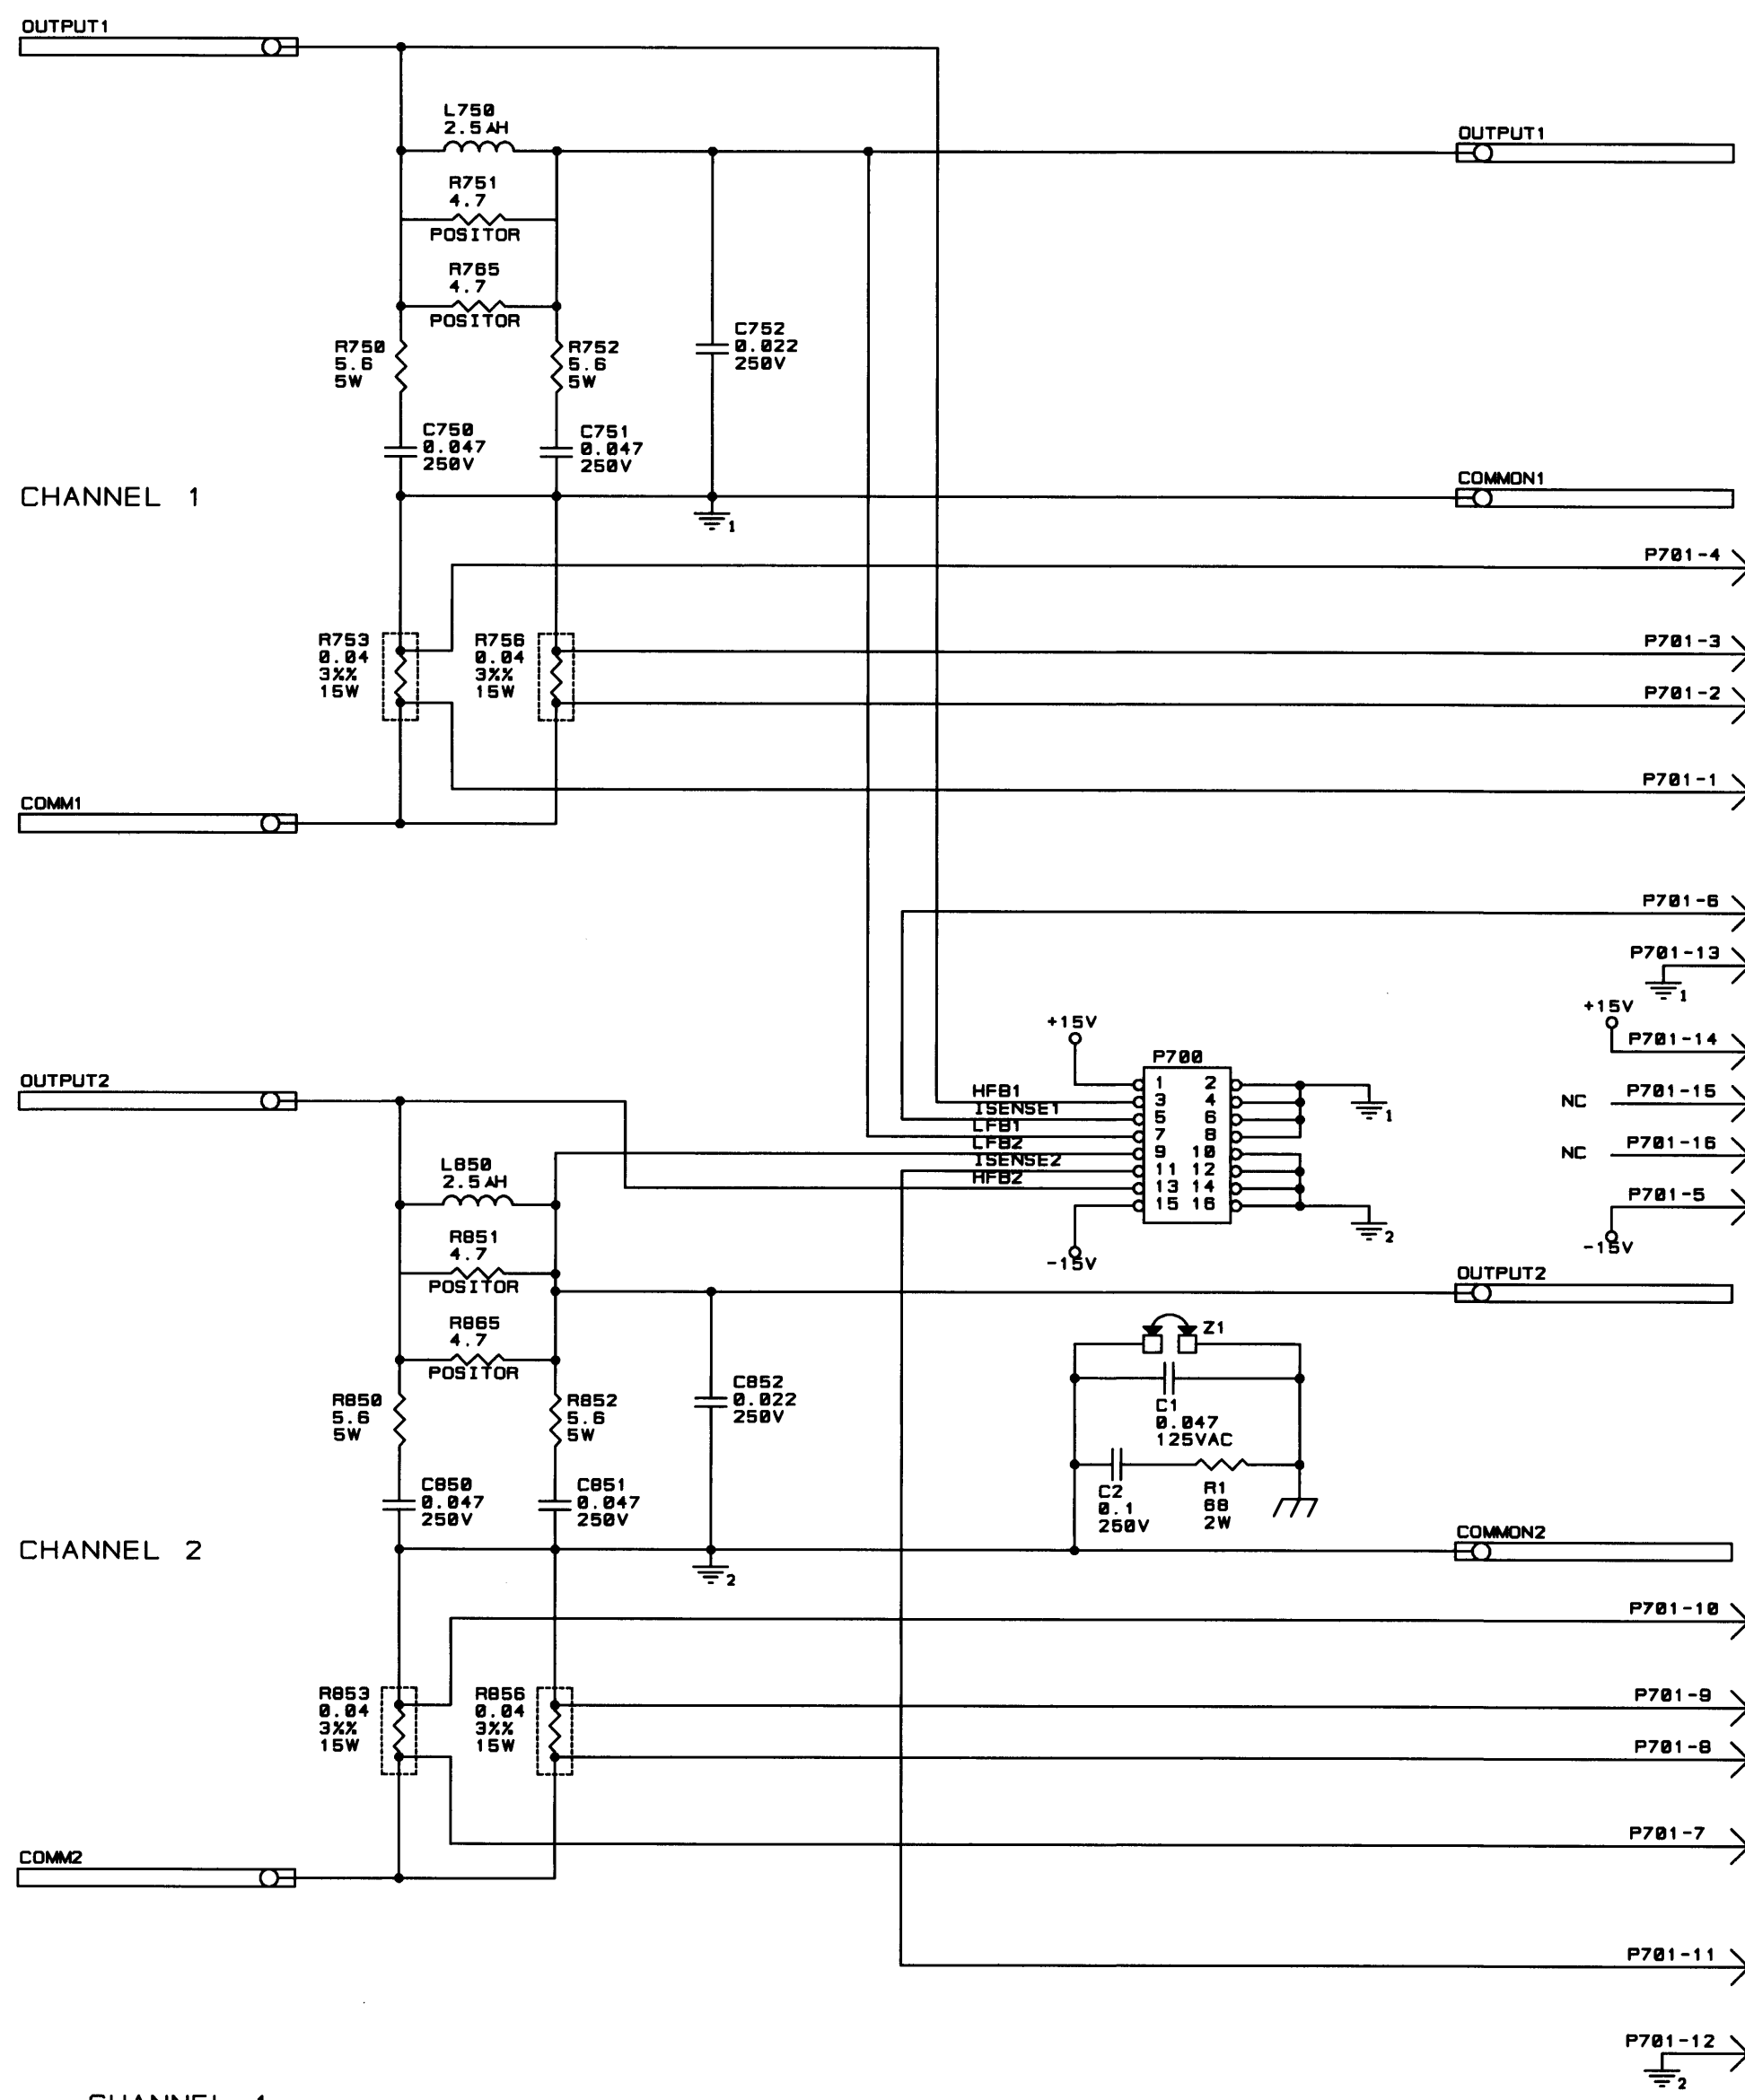 OUTPUT1
L750
2.5AH
OUTPUT1
R751
4.7
POSITOR
R765
4.7
POSITOR
R750
5.6
5W
R752
5.6
5W
C752
0.022
250V
C750
0.047
250V
C751
0.047
250V
CHANNEL 1
COMMON1
1
P701-4
R753
0.04
3%%
15W
R756
0.04
3%%
15W
P701-3
P701-2
P701-1
COMM1
P701-6
P701-13
1
+15V
+15V
P701-14
P700
OUTPUT2
1 2
3 4
5 6
7 8
9 10
11 12
13 14
15 16
HFB1
ISENSE1
LFB1
LFB2
ISENSE2
HFB2
1
2
NC
P701-15
NC
P701-16
P701-5
-15V
-15V
L850
2.5AH
R851
4.7
POSITOR
OUTPUT2
R865
4.7
POSITOR
Z1
R850
5.6
5W
R852
5.6
5W
C852
0.022
250V
C1
0.047
125VAC
C850
0.047
250V
C851
0.047
250V
C2
0.1
250V
R1
68
2W
CHANNEL 2
COMMON2
2
P701-10
R853
0.04
3%%
15W
R856
0.04
3%%
15W
P701-9
P701-8
P701-7
COMM2
P701-11
P701-12
2